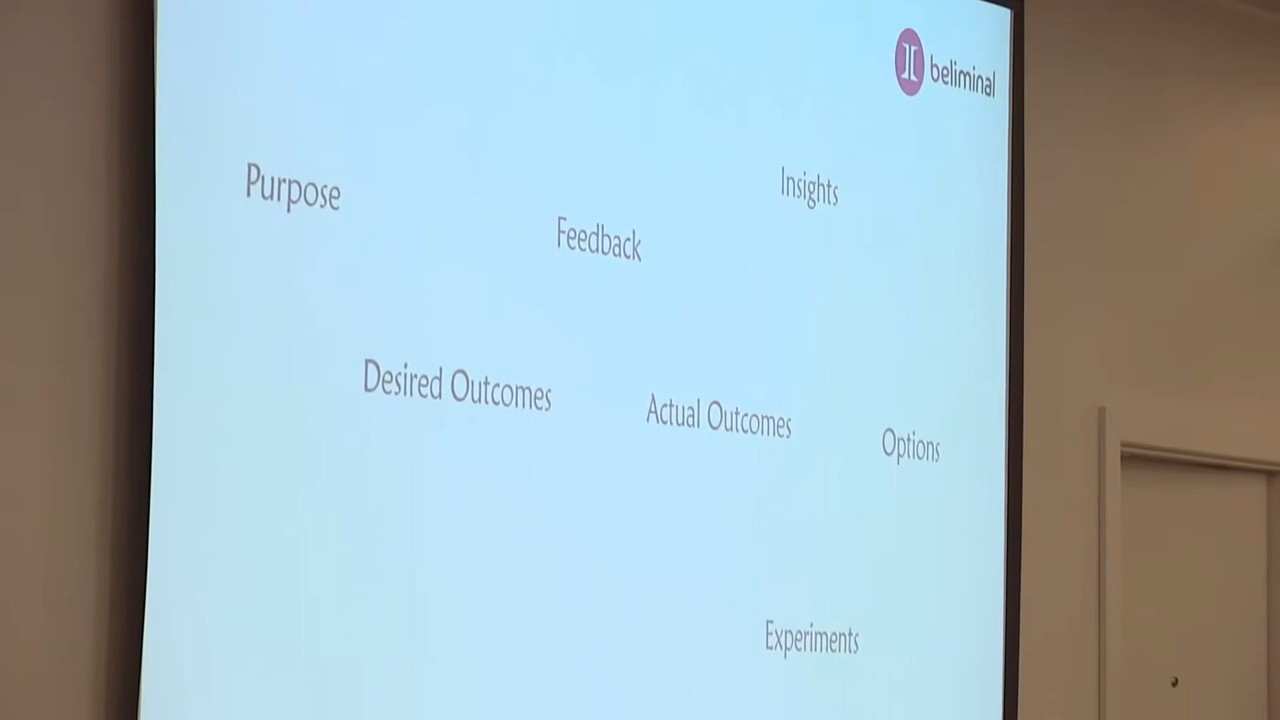 beliminal
Purpose
Insights
Feedback
Desired Outcomes
Actual Outcomes
Options
Experiments